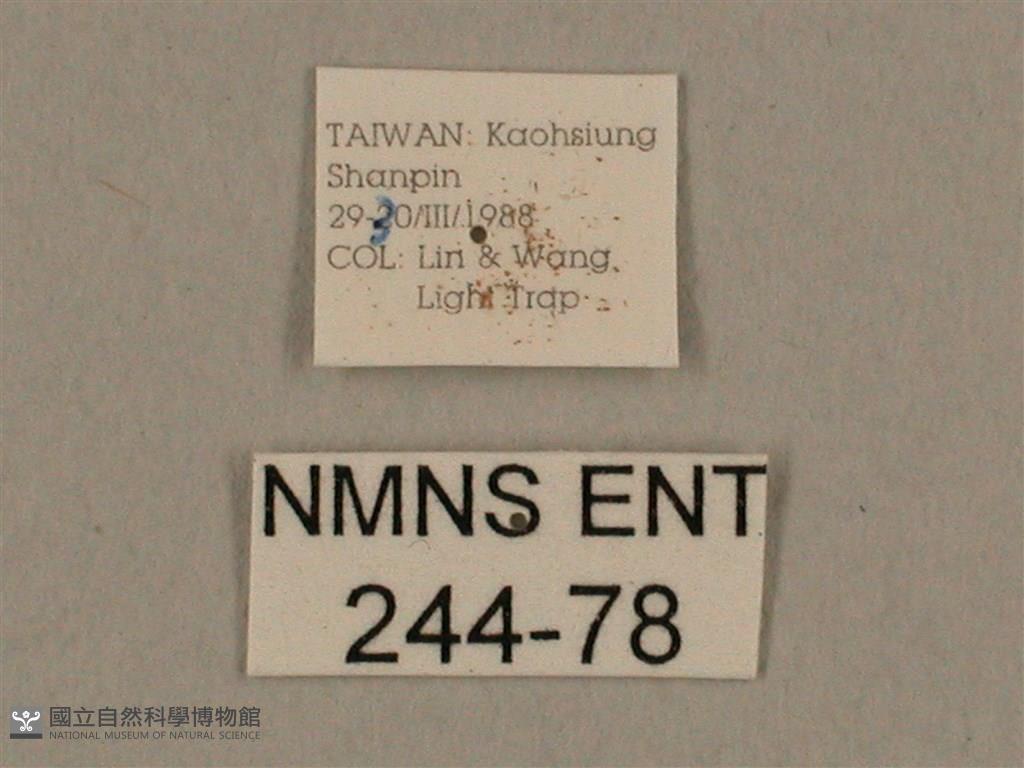 TAIWAN: Kaohsiung
Shanpin
29-30/III/.1988
COL: Lin & Wang
Light Trap
NMNS ENT
244-78
國立自然科學博物館
NATIONAL MUSEUM OF NATURAL SCIENCE